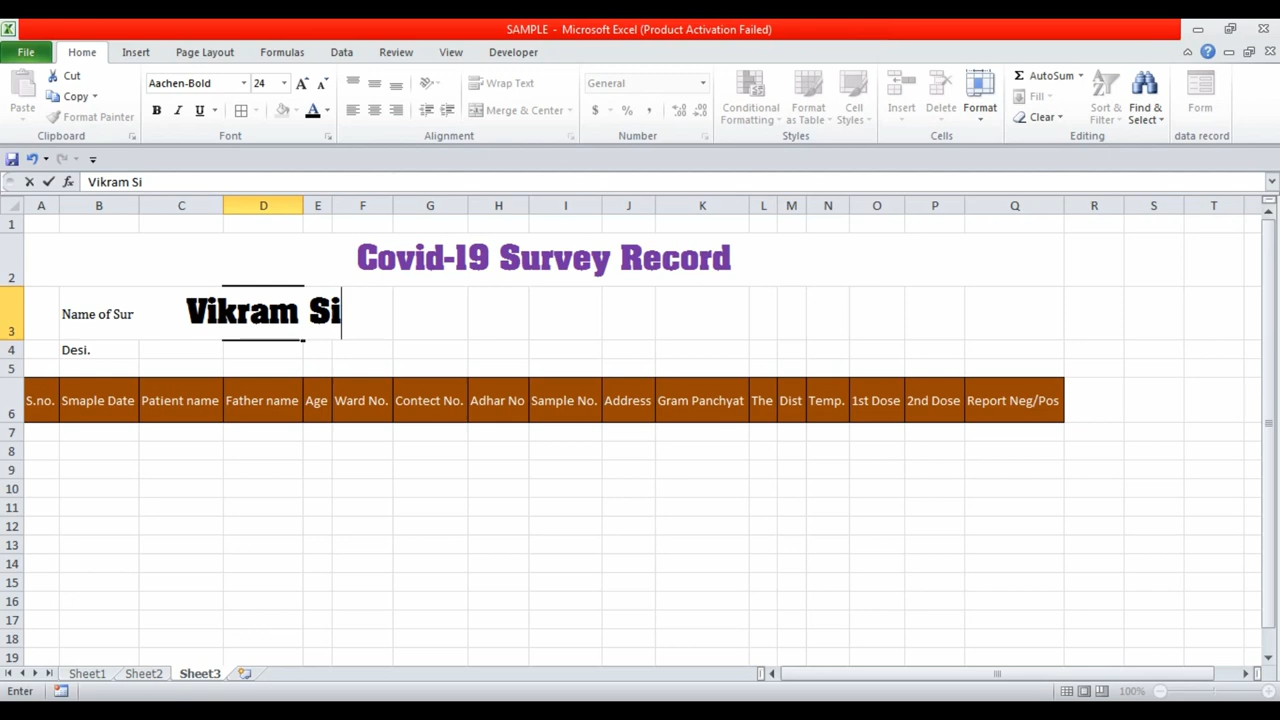 SAMPLE - Microsoft Excel (Product Activation Failed)
File Home Insert Page Layout Formulas Data Review View Developer
Paste
Cut
Copy
Format Painter
Clipboard
Aachen-Bold 24
B I U
Font
Wrap Text
Merge & Center
Alignment
General
$ % ,
Number
Conditional Formatting
Format as Table
Cell Styles
Styles
Insert Delete Format
Cells
AutoSum
Fill
Clear
Sort & Filter
Find & Select
Editing
Form
data record
Vikram Si
A B C D E F G H I J K L M N O P Q R S T
1
2 Covid-19 Survey Record
3 Name of Sur Vikram Si
4 Desi.
5
6 S.no. Smaple Date Patient name Father name Age Ward No. Contect No. Adhar No Sample No. Address Gram Panchyat The Dist Temp. 1st Dose 2nd Dose Report Neg/Pos
7
8
9
10
11
12
13
14
15
16
17
18
19
Sheet1 Sheet2 Sheet3
Enter 100%